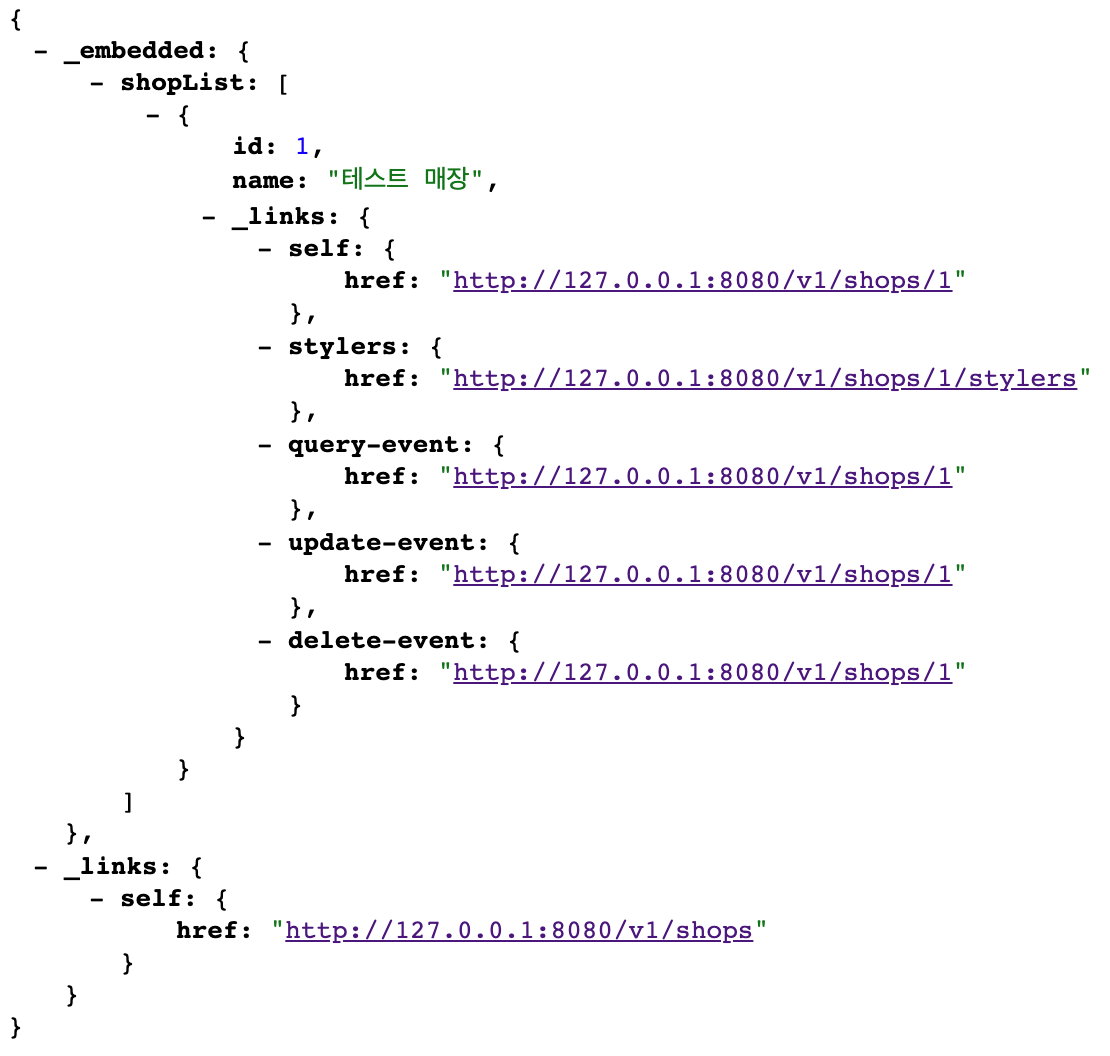 {
- _embedded: {
- shopList: [
- {
id: 1,
name: "테스트 매장",
- _links: {
- self: {
href: "http://127.0.0.1:8080/v1/shops/1"
},
- stylers: {
href: "http://127.0.0.1:8080/v1/shops/1/stylers"
},
- query-event: {
href: "http://127.0.0.1:8080/v1/shops/1"
},
- update-event: {
href: "http://127.0.0.1:8080/v1/shops/1"
},
- delete-event: {
href: "http://127.0.0.1:8080/v1/shops/1"
}
}
}
]
},
- _links: {
- self: {
href: "http://127.0.0.1:8080/v1/shops"
}
}
}